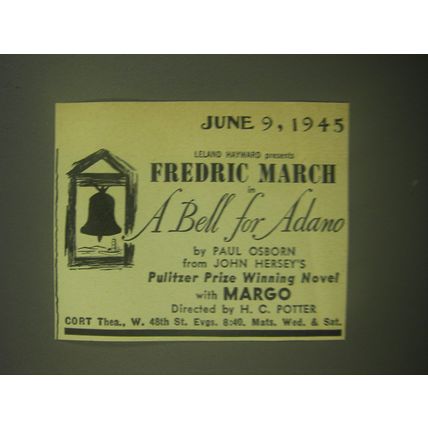 JUNE 9, 1945
LELAND HAYWARD presents
FREDRIC MARCH
in
A Bell for Adano
by PAUL OSBORN
from JOHN HERSEY'S
Pulitzer Prize Winning Novel
with MARGO
Directed by H. C. POTTER
CORT Thea., W. 48th St. Evgs. 8:40. Mats. Wed. & Sat.